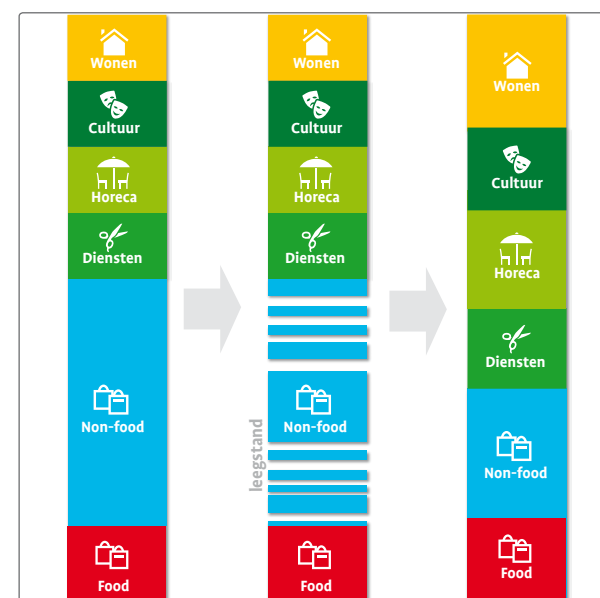 Wonen
Cultuur
Horeca
Diensten
Non-food
Food
Wonen
Cultuur
Horeca
Diensten
Non-food
leegstand
Food
Wonen
Cultuur
Horeca
Diensten
Non-food
Food